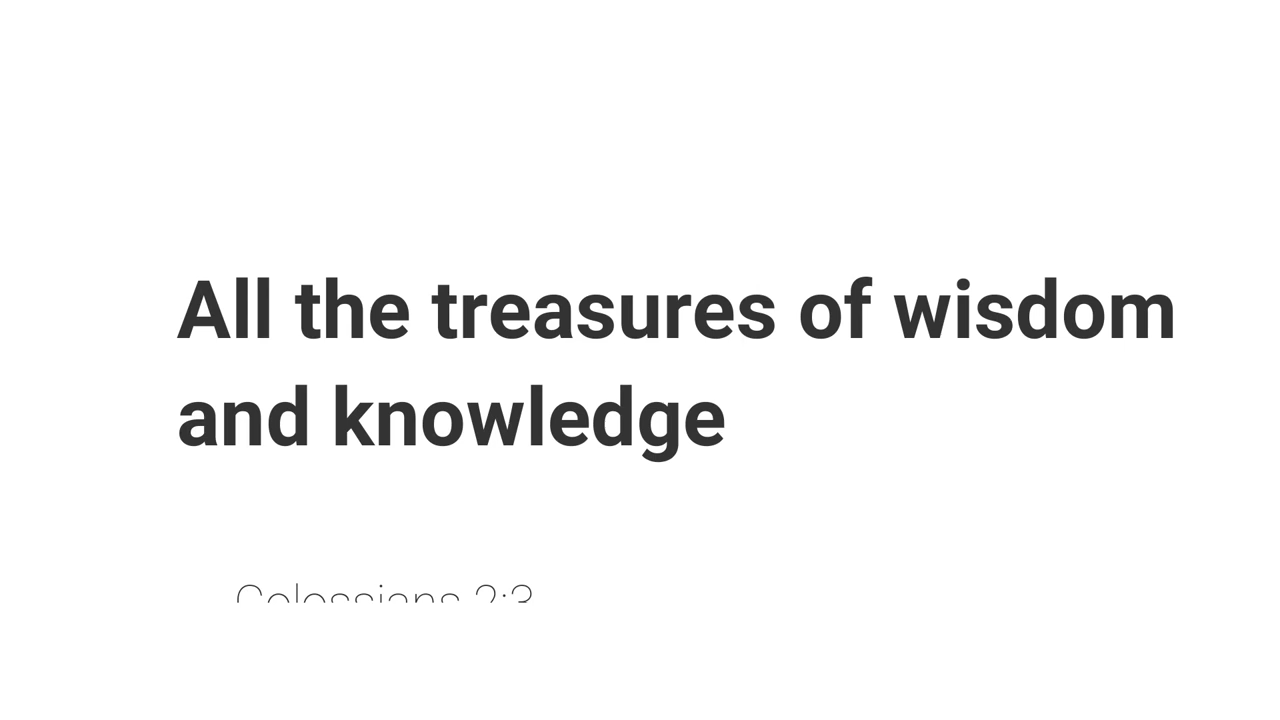 All the treasures of wisdom
and knowledge
Colossians 2:3